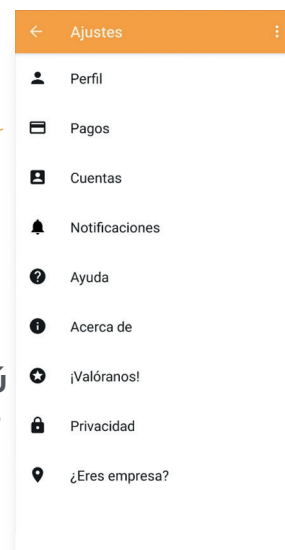 Ajustes
Perfil
Pagos
Cuentas
Notificaciones
Ayuda
Acerca de
¡Valóranos!
Privacidad
¿Eres empresa?